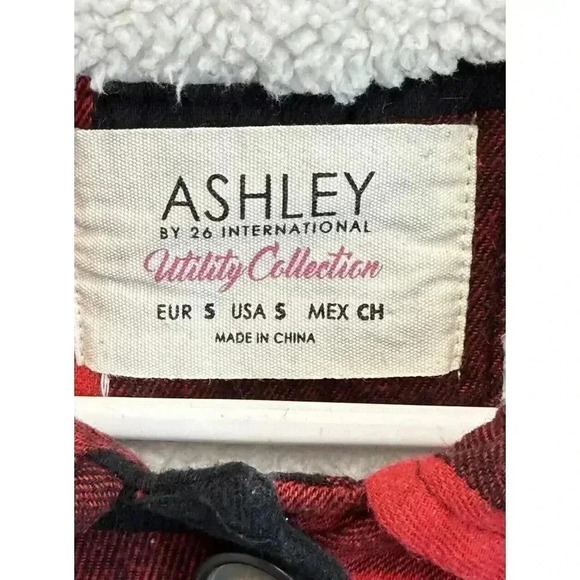 ASHLEY
BY 26 INTERNATIONAL
Utility Collection
EUR S USA S MEX CH
MADE IN CHINA